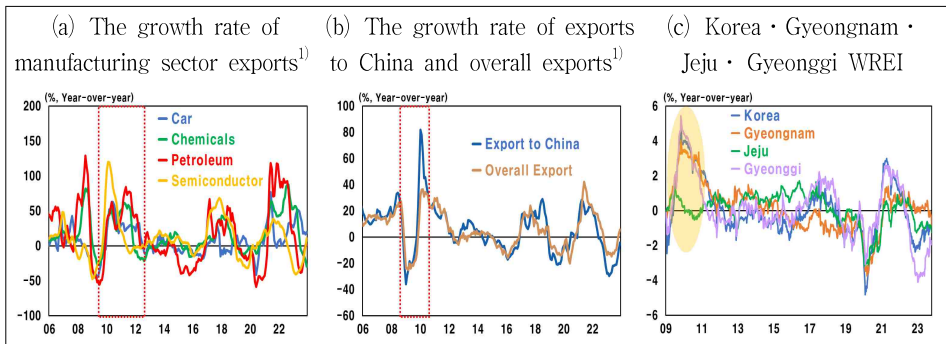 (a) The growth rate of
manufacturing sector exports1)
(%, Year-over-year)
200
150
100
50
0
-50
-100
Car
Chemicals
Petroleum
Semiconductor
06 08 10 12 14 16 18 20 22
(b) The growth rate of exports
to China and overall exports1)
(%, Year-over-year)
100
80
60
40
20
0
-20
-40
-60
Export to China
Overall Export
06 08 10 12 14 16 18 20 22
(c) Korea·Gyeongnam·
Jeju· Gyeonggi WREI
(%, Year-over-year)
6
4
2
0
-2
-4
-6
Korea
Gyeongnam
Jeju
Gyeonggi
09 11 13 15 17 19 21 23